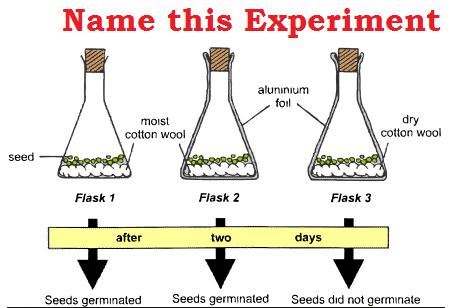 Name this Experiment
aluminium
foil
moist
cotton wool
dry
cotton wool
seed
Flask 1
Flask 2
Flask 3
after two days
Seeds germinated
Seeds germinated
Seeds did not germinate